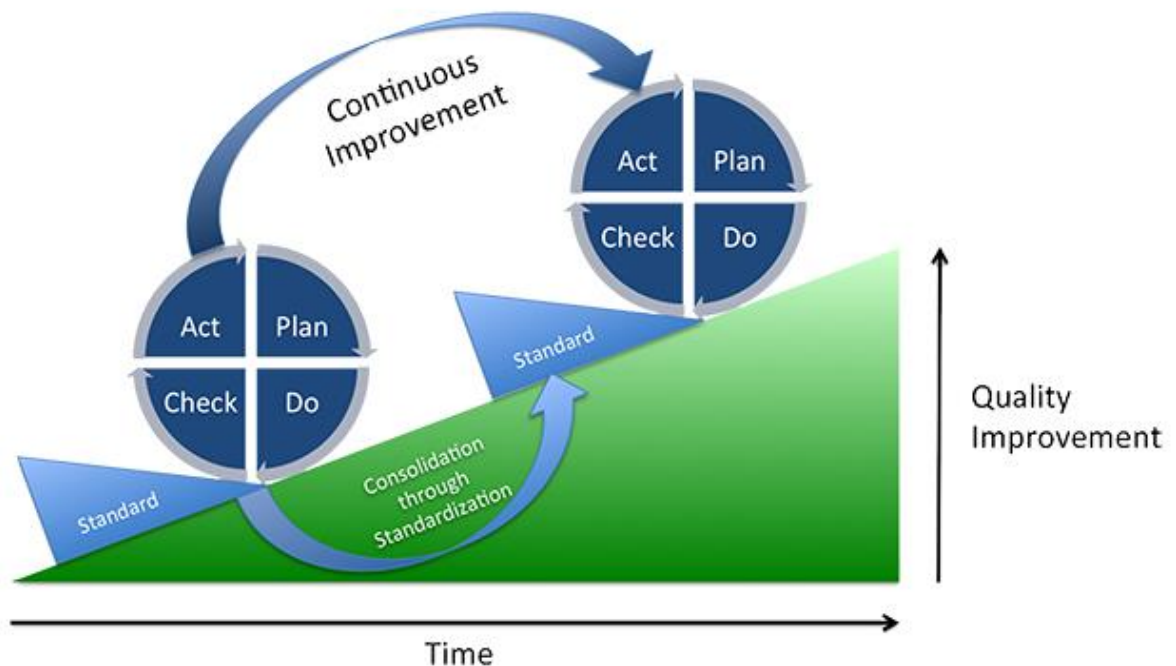 Continuous
Improvement
Act
Plan
Check
Do
Act
Plan
Check
Do
Standard
Standard
Consolidation
through
Standardization
Quality
Improvement
Time